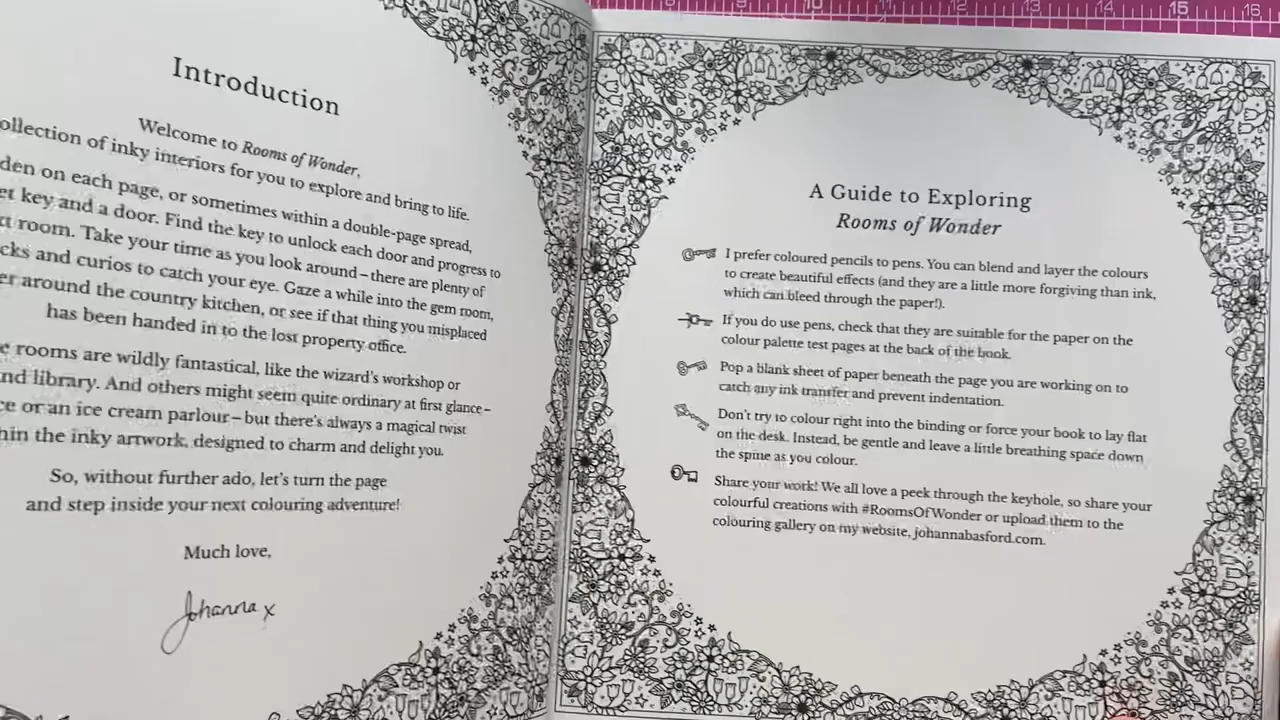 Introduction
Welcome to Rooms of Wonder,
ollection of inky interiors for you to explore and bring to life.
den on each page, or sometimes within a double-page spread,
et key and a door. Find the key to unlock each door and progress to
room. Take your time as you look around – there are plenty of
cks and curios to catch your eye. Gaze a while into the gem room,
er around the country kitchen, or see if that thing you misplaced
has been handed in to the lost property office.
e rooms are wildly fantastical, like the wizard's workshop or
nd library. And others might seem quite ordinary at first glance –
ce or an ice cream parlour – but there's always a magical twist
hin the inky artwork, designed to charm and delight you.
So, without further ado, let's turn the page
and step inside your next colouring adventure!
Much love,
Johanna x
A Guide to Exploring
Rooms of Wonder
I prefer coloured pencils to pens. You can blend and layer the colours
to create beautiful effects (and they are a little more forgiving than ink,
which can bleed through the paper!).
If you do use pens, check that they are suitable for the paper on the
colour palette test pages at the back of the book.
Pop a blank sheet of paper beneath the page you are working on to
catch any ink transfer and prevent indentation.
Don't try to colour right into the binding or force your book to lay flat
on the desk. Instead, be gentle and leave a little breathing space down
the spine as you colour.
Share your work! We all love a peek through the keyhole, so share your
colourful creations with #RoomsOfWonder or upload them to the
colouring gallery on my website, johannabasford.com.
9 10 11 12 13 14 15 16